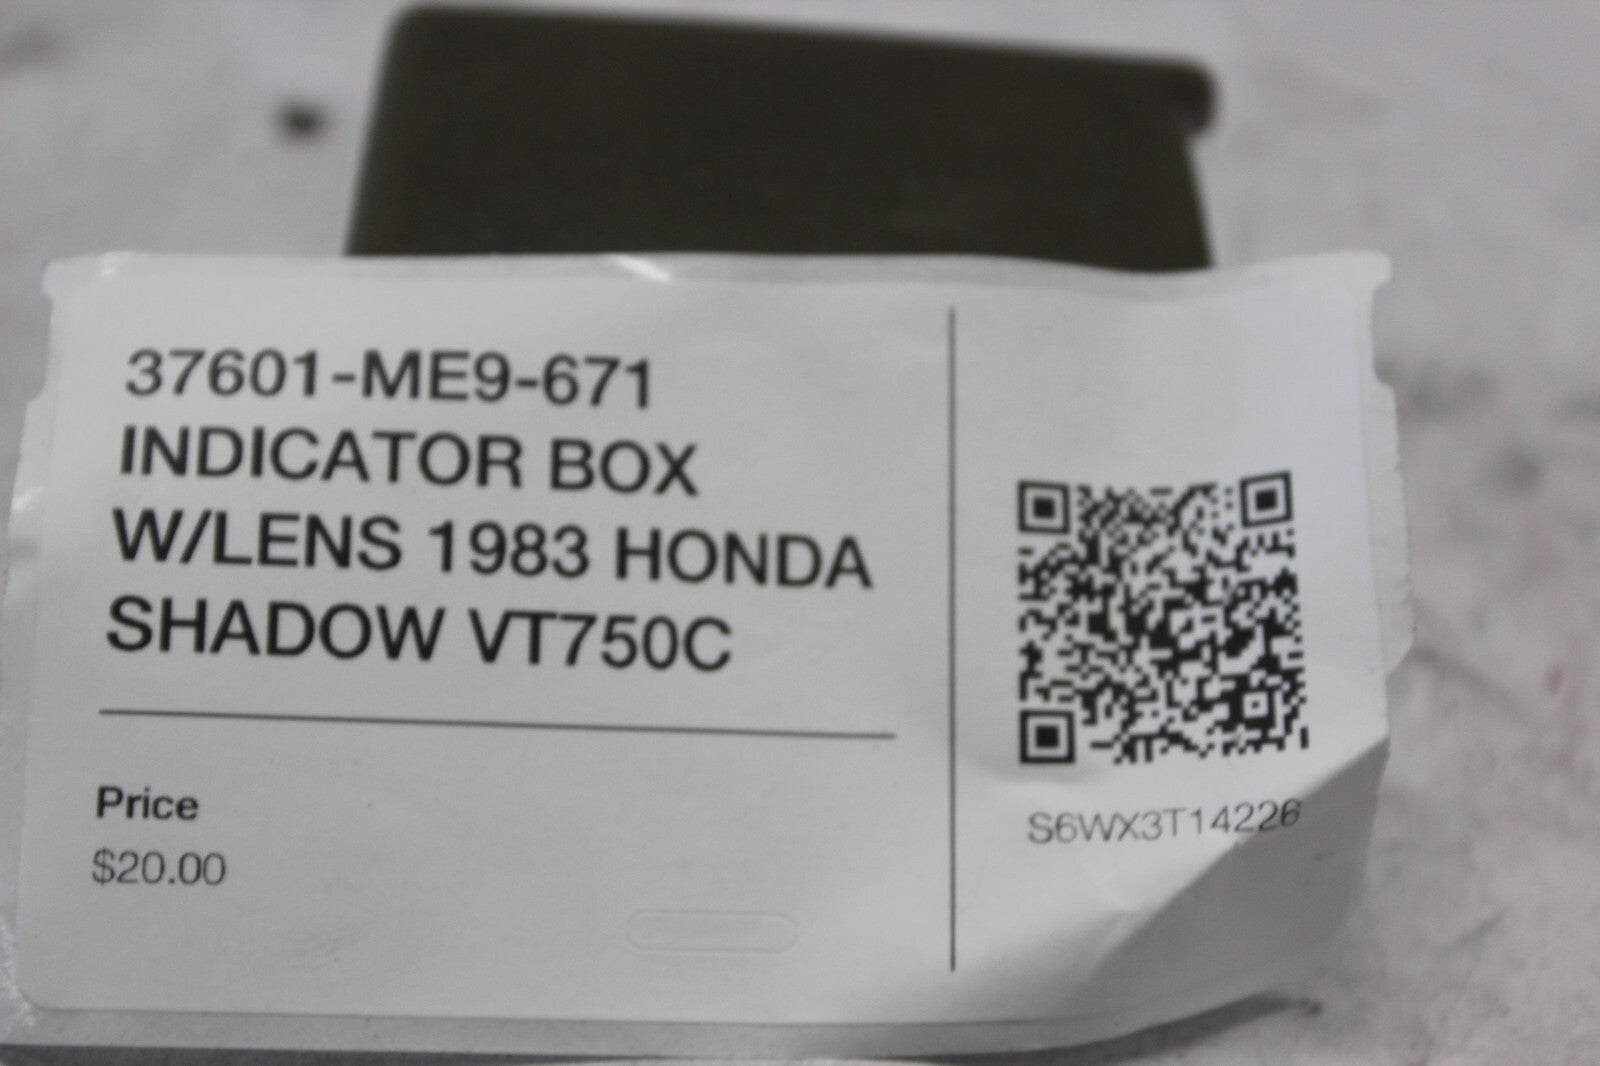 37601-ME9-671
INDICATOR BOX
W/LENS 1983 HONDA
SHADOW VT750C
Price
$20.00
S6WX3T14226